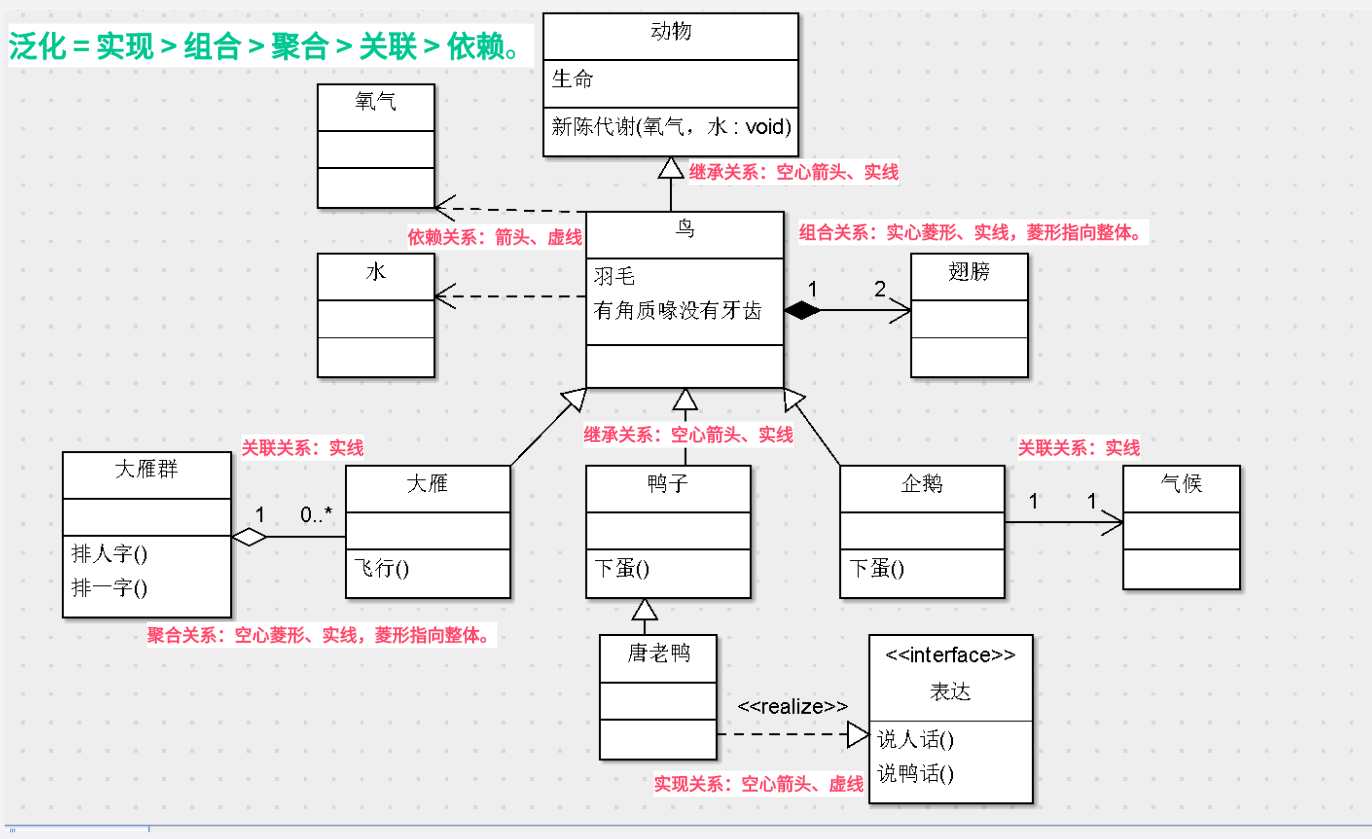 泛化 = 实现 > 组合 > 聚合 > 关联 > 依赖。
动物
生命
新陈代谢(氧气，水 : void)
氧气
继承关系：空心箭头、实线
依赖关系：箭头、虚线
鸟
羽毛
有角质喙没有牙齿
组合关系：实心菱形、实线，菱形指向整体。
水
1
2
翅膀
关联关系：实线
继承关系：空心箭头、实线
关联关系：实线
大雁群
排人字()
排一字()
1
0..*
大雁
飞行()
鸭子
下蛋()
企鹅
下蛋()
1
1
气候
聚合关系：空心菱形、实线，菱形指向整体。
唐老鸭
<<realize>>
<<interface>>
表达
说人话()
说鸭话()
实现关系：空心箭头、虚线